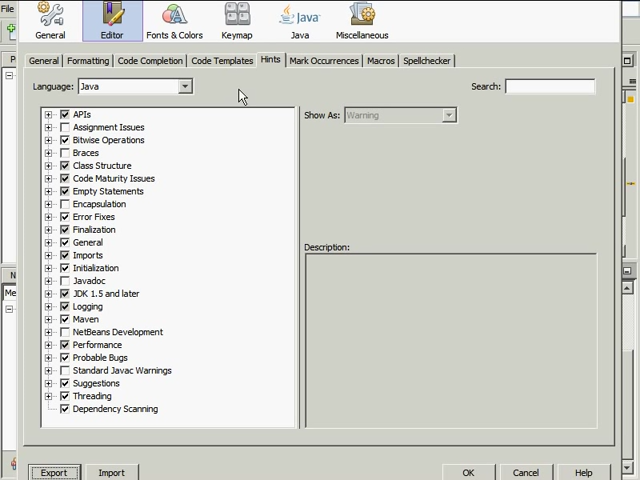 File
General
Editor
Fonts & Colors
Keymap
Java
Java
Miscellaneous
General
Formatting
Code Completion
Code Templates
Hints
Mark Occurrences
Macros
Spellchecker
Language: Java
Search:
APIs
Assignment Issues
Bitwise Operations
Braces
Class Structure
Code Maturity Issues
Empty Statements
Encapsulation
Error Fixes
Finalization
General
Imports
Initialization
Javadoc
JDK 1.5 and later
Logging
Maven
NetBeans Development
Performance
Probable Bugs
Standard Javac Warnings
Suggestions
Threading
Dependency Scanning
Show As: Warning
Description:
P
N
Me
Export
Import
OK
Cancel
Help